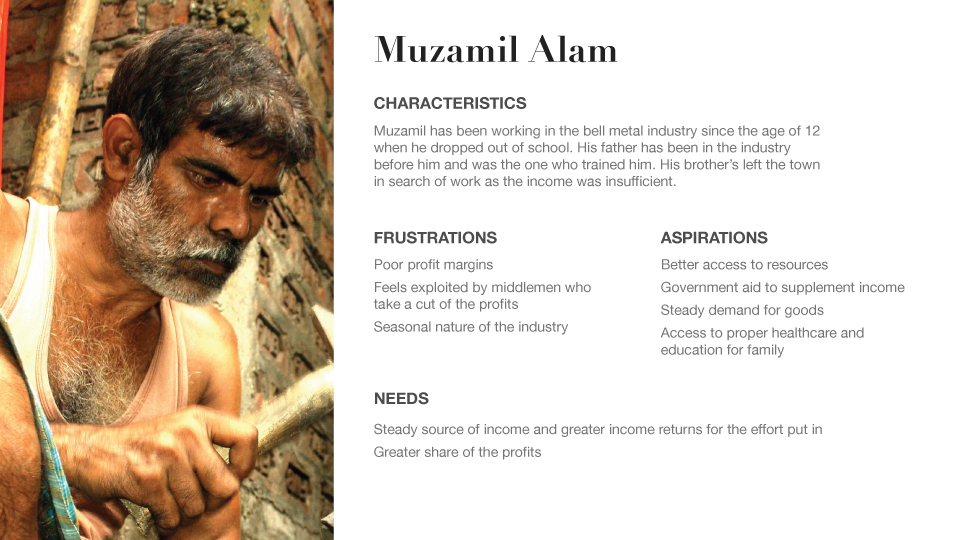 Muzamil Alam
CHARACTERISTICS
Muzamil has been working in the bell metal industry since the age of 12
when he dropped out of school. His father has been in the industry
before him and was the one who trained him. His brother's left the town
in search of work as the income was insufficient.
FRUSTRATIONS
Poor profit margins
Feels exploited by middlemen who
take a cut of the profits
Seasonal nature of the industry
ASPIRATIONS
Better access to resources
Government aid to supplement income
Steady demand for goods
Access to proper healthcare and
education for family
NEEDS
Steady source of income and greater income returns for the effort put in
Greater share of the profits